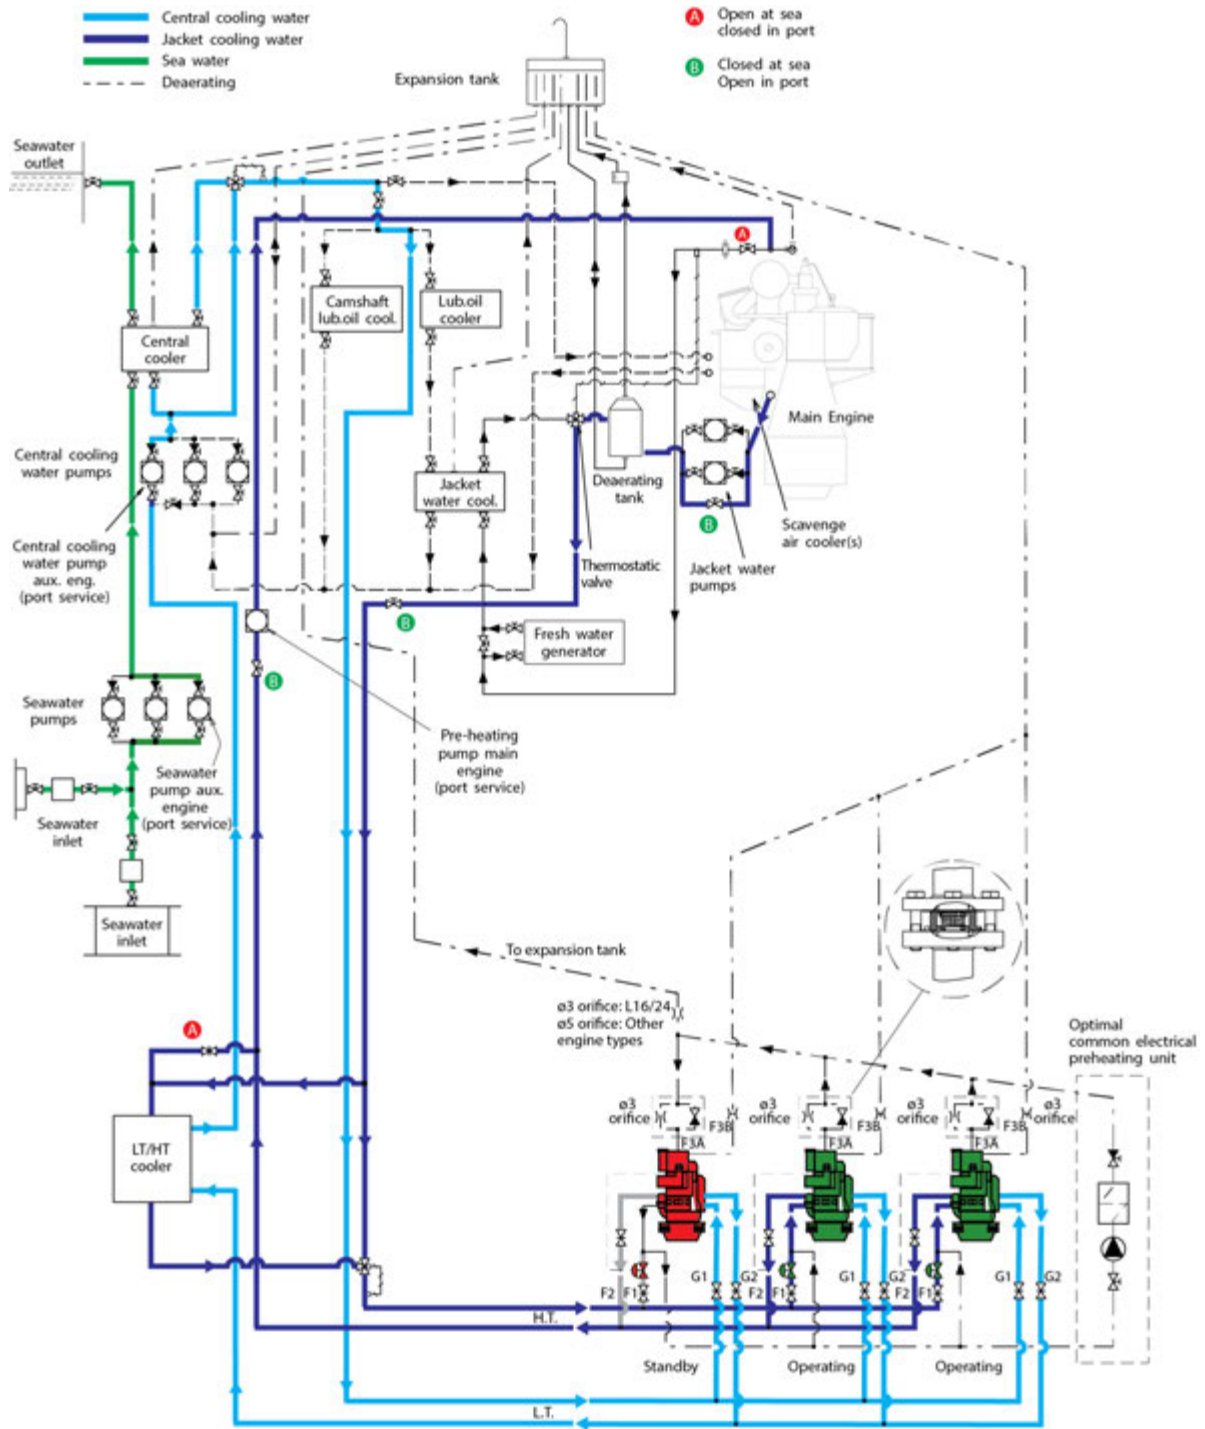 Central cooling water
Jacket cooling water
Sea water
Deaerating
A
Open at sea
closed in port
B
Closed at sea
Open in port
Expansion tank
Seawater
outlet
A
Camshaft
lub.oil cool.
Lub.oil
cooler
Central
cooler
Main Engine
Central cooling
water pumps
Jacket
water cool.
Deaerating
tank
B
Scavenge
air cooler(s)
Central cooling
water pump
aux. eng.
(port service)
Thermostatic
valve
Jacket water
pumps
B
Fresh water
generator
B
Seawater
pumps
Pre-heating
pump main
engine
(port service)
Seawater
pump aux.
engine
(port service)
Seawater
inlet
Seawater
inlet
To expansion tank
ø3 orifice: L16/24
ø5 orifice: Other
engine types
A
Optimal
common electrical
preheating unit
ø3
orifice
F3B
F3A
ø3
orifice
F3B
F3A
ø3
orifice
F3B
F3A
ø3
orifice
LT/HT
cooler
F2
F1
G1
G2
F2
F1
G1
G2
F2
F1
G1
G2
H.T.
Standby
Operating
Operating
L.T.